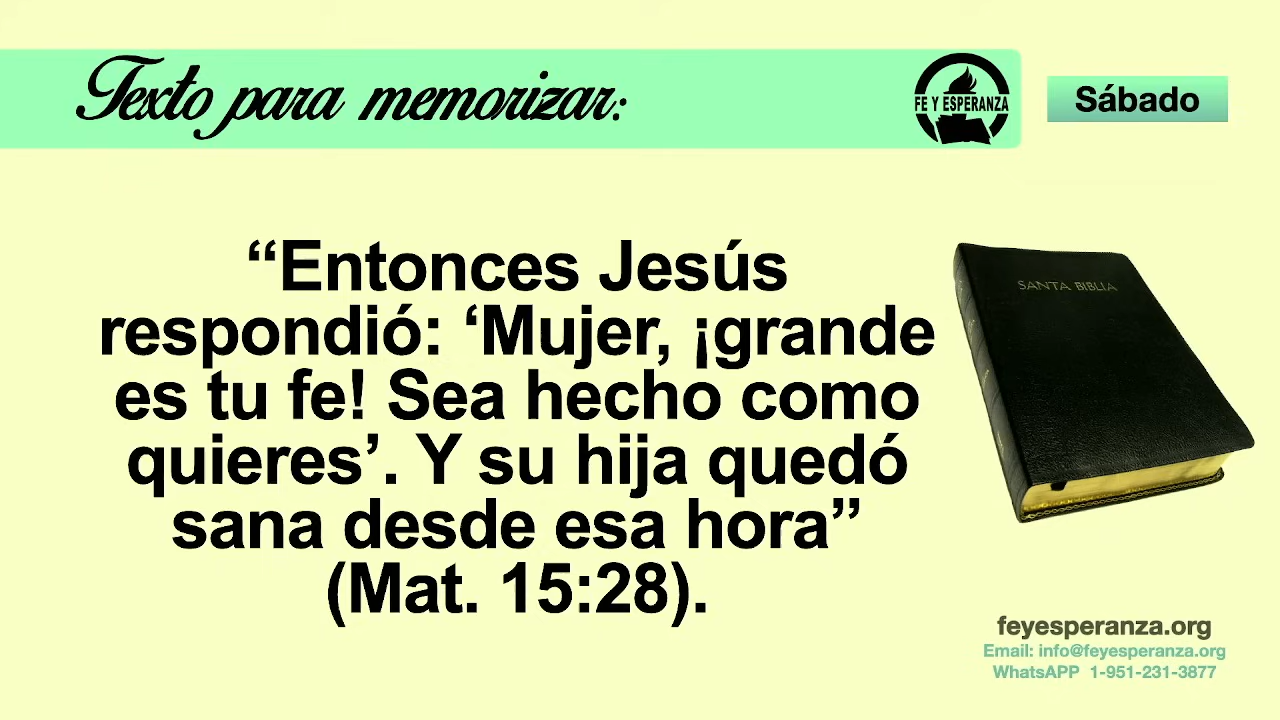 Texto para memorizar:
FE Y ESPERANZA
Sábado
“Entonces Jesús
respondió: ‘Mujer, ¡grande
es tu fe! Sea hecho como
quieres’. Y su hija quedó
sana desde esa hora”
(Mat. 15:28).
SANTA BIBLIA
feyesperanza.org
Email: info@feyesperanza.org
WhatsAPP 1-951-231-3877